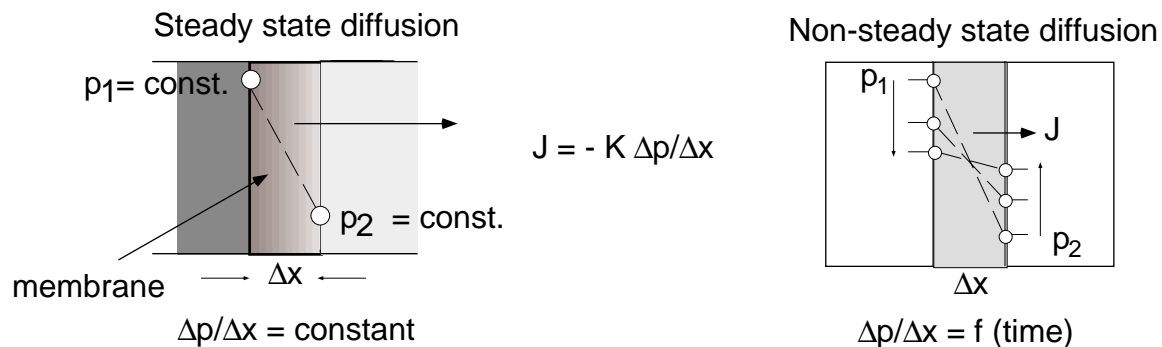 Steady state diffusion
p1= const.
p2 = const.
membrane
Δx
Δp/Δx = constant
J = - K Δp/Δx
Non-steady state diffusion
p1
J
p2
Δx
Δp/Δx = f (time)